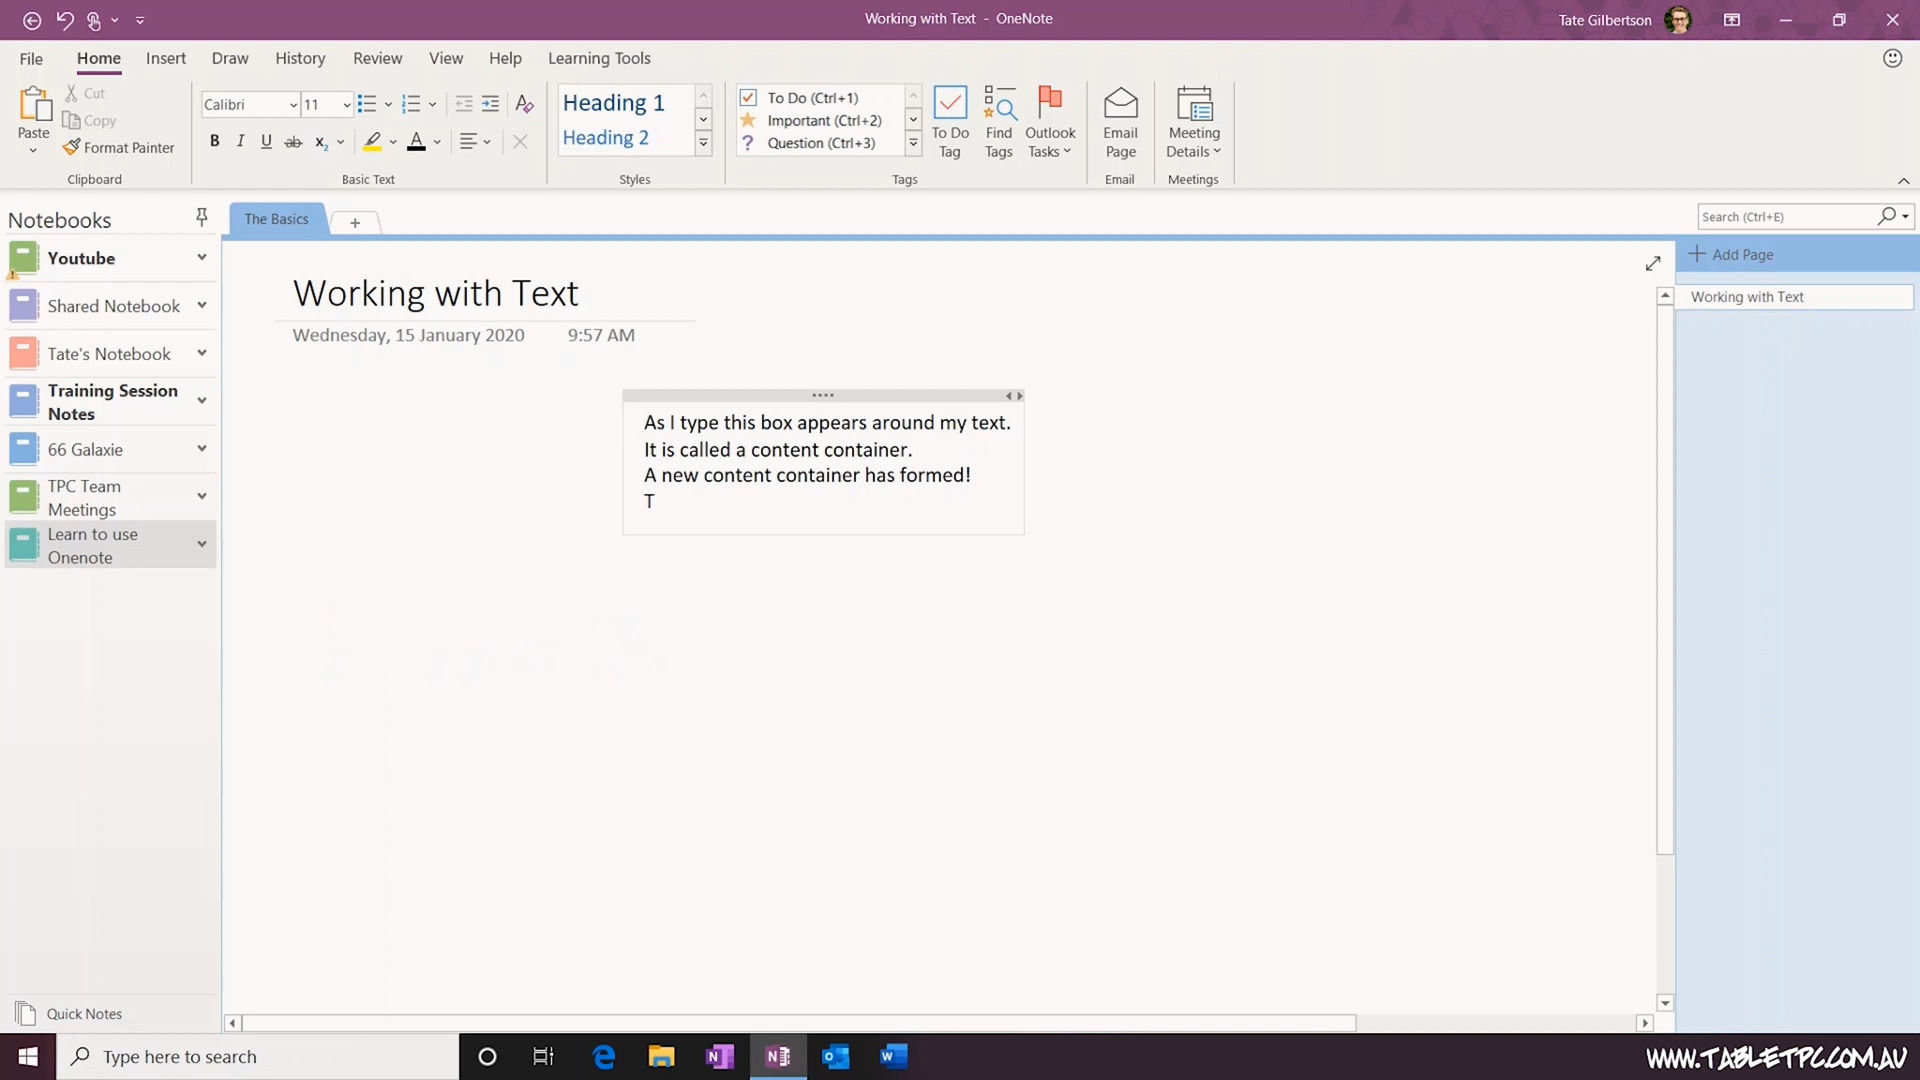 Working with Text - OneNote
Tate Gilbertson
File
Home
Insert
Draw
History
Review
View
Help
Learning Tools
Paste
Cut
Copy
Format Painter
Clipboard
Calibri
11
B
I
U
ab
x₂
A
Basic Text
Heading 1
Heading 2
Styles
To Do (Ctrl+1)
Important (Ctrl+2)
? Question (Ctrl+3)
To Do
Tag
Find
Tags
Outlook
Tasks
Tags
Email
Page
Email
Meeting
Details
Meetings
Notebooks
The Basics
+
Search (Ctrl+E)
Youtube
Shared Notebook
Tate's Notebook
Training Session
Notes
66 Galaxie
TPC Team
Meetings
Learn to use
Onenote
Quick Notes
Working with Text
Wednesday, 15 January 2020
9:57 AM
As I type this box appears around my text.
It is called a content container.
A new content container has formed!
T
Add Page
Working with Text
Type here to search
WWW.TABLETPC.COM.AU